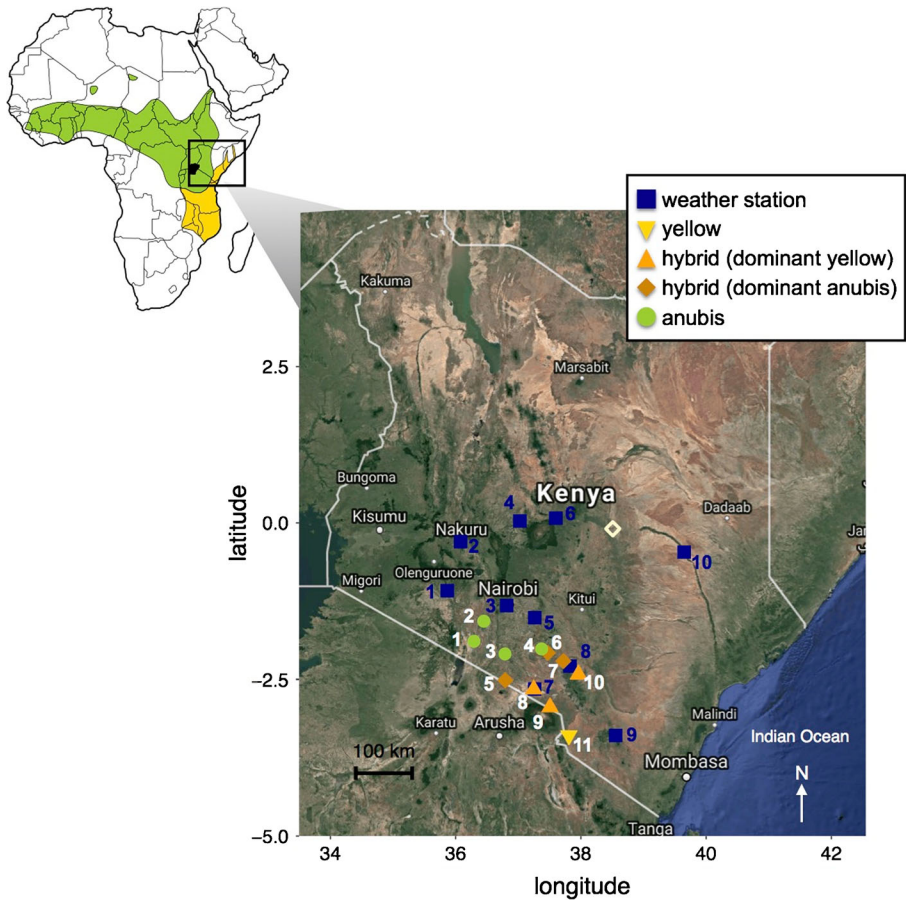 weather station
yellow
hybrid (dominant yellow)
hybrid (dominant anubis)
anubis
Kakuma
Marsabit
2.5
Bungoma
Kenya
4
6
Dadaab
Kisumu
0.0
Nakuru
2
10
Olenguruone
Migori
1
Nairobi
3
Kitui
5
2
1
3
4
6
8
7
5
7
10
-2.5
8
9
Karatu
Arusha
11
9
Malindi
Indian Ocean
100 km
Mombasa
N
Tanga
-5.0
34
36
38
40
42
latitude
longitude